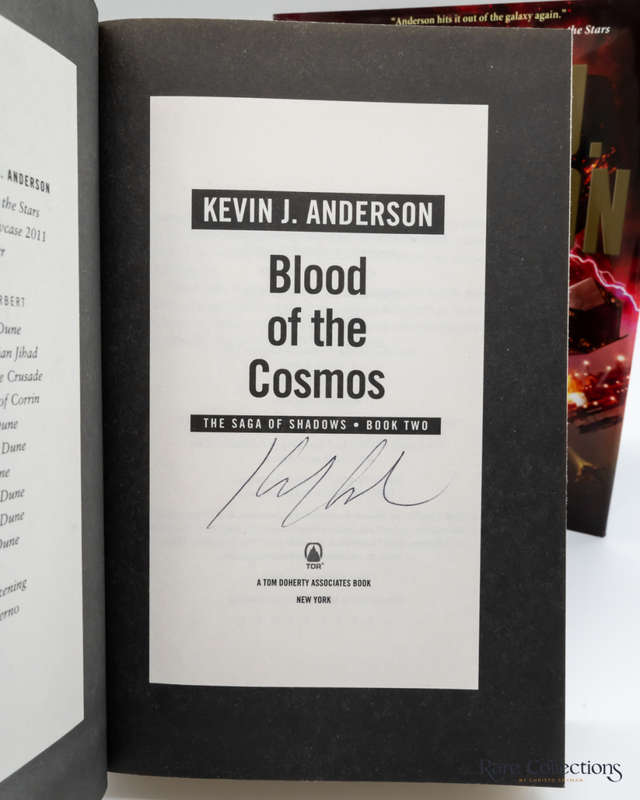 . ANDERSON
the Stars
wcase 2011
RBERT
Dune
an Jihad
e Crusade
of Corrin
une
Dune
ne
Dune
Dune
Dune
tening
erno
KEVIN J. ANDERSON
Blood
of the
Cosmos
THE SAGA OF SHADOWS • BOOK TWO
TOR®
A TOM DOHERTY ASSOCIATES BOOK
NEW YORK
"Anderson hits it out of the galaxy again."
the Stars
J.
N
Rare Collections